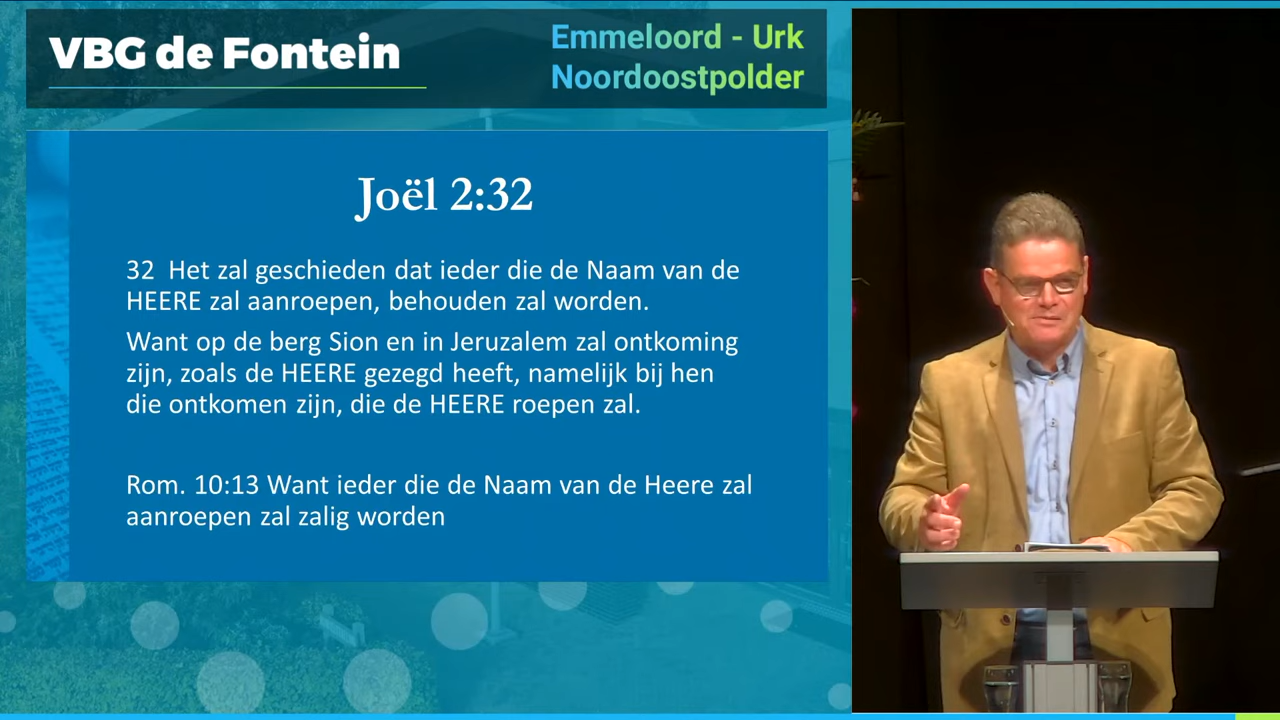 VBG de Fontein
Emmeloord - Urk
Noordoostpolder
Joël 2:32
32 Het zal geschieden dat ieder die de Naam van de
HEERE zal aanroepen, behouden zal worden.
Want op de berg Sion en in Jeruzalem zal ontkoming
zijn, zoals de HEERE gezegd heeft, namelijk bij hen
die ontkomen zijn, die de HEERE roepen zal.
Rom. 10:13 Want ieder die de Naam van de Heere zal
aanroepen zal zalig worden